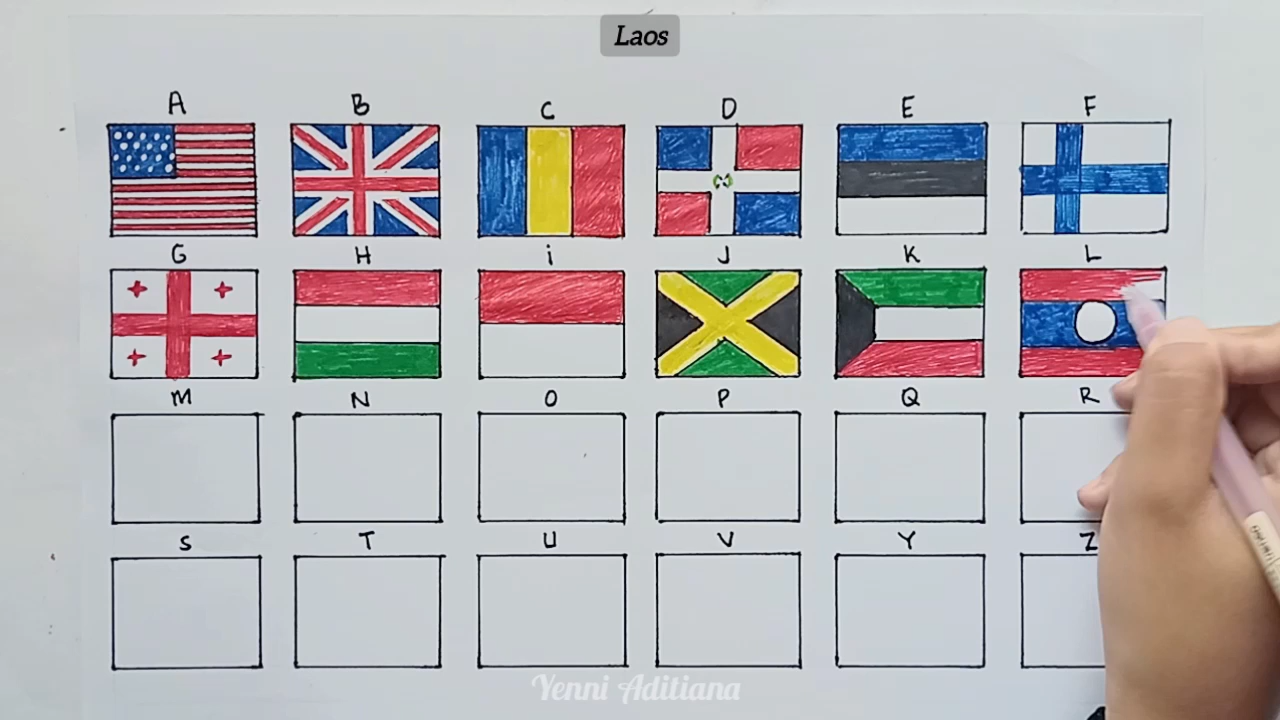 Laos
A B C D E F
G H i J K L
M N O P Q R
S T U V Y Z
Yenni Aditiana